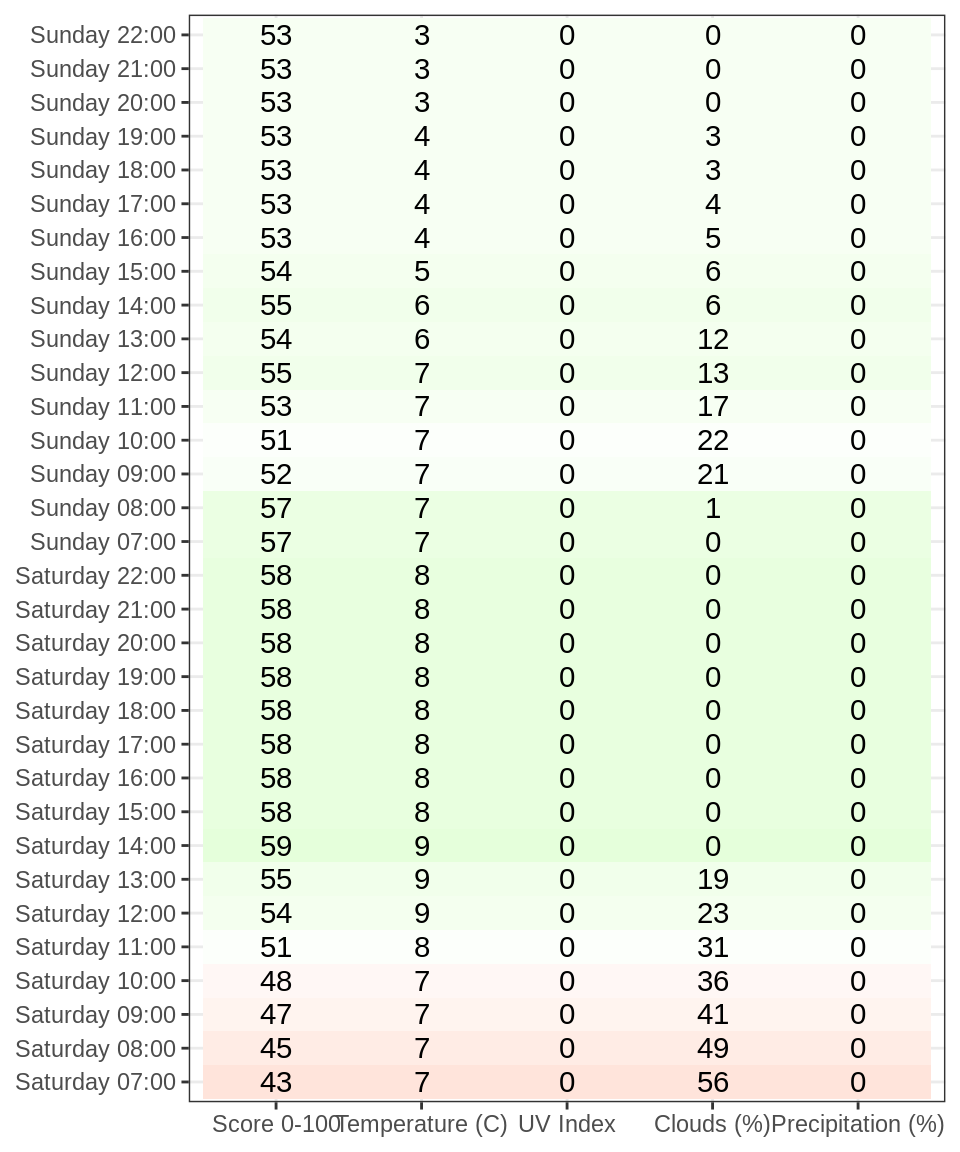 Sunday 22:00 53 3 0 0 0
Sunday 21:00 53 3 0 0 0
Sunday 20:00 53 3 0 0 0
Sunday 19:00 53 4 0 3 0
Sunday 18:00 53 4 0 3 0
Sunday 17:00 53 4 0 4 0
Sunday 16:00 53 4 0 5 0
Sunday 15:00 54 5 0 6 0
Sunday 14:00 55 6 0 6 0
Sunday 13:00 54 6 0 12 0
Sunday 12:00 55 7 0 13 0
Sunday 11:00 53 7 0 17 0
Sunday 10:00 51 7 0 22 0
Sunday 09:00 52 7 0 21 0
Sunday 08:00 57 7 0 1 0
Sunday 07:00 57 7 0 0 0
Saturday 22:00 58 8 0 0 0
Saturday 21:00 58 8 0 0 0
Saturday 20:00 58 8 0 0 0
Saturday 19:00 58 8 0 0 0
Saturday 18:00 58 8 0 0 0
Saturday 17:00 58 8 0 0 0
Saturday 16:00 58 8 0 0 0
Saturday 15:00 58 8 0 0 0
Saturday 14:00 59 9 0 0 0
Saturday 13:00 55 9 0 19 0
Saturday 12:00 54 9 0 23 0
Saturday 11:00 51 8 0 31 0
Saturday 10:00 48 7 0 36 0
Saturday 09:00 47 7 0 41 0
Saturday 08:00 45 7 0 49 0
Saturday 07:00 43 7 0 56 0
Score 0-100 Temperature (C) UV Index Clouds (%) Precipitation (%)